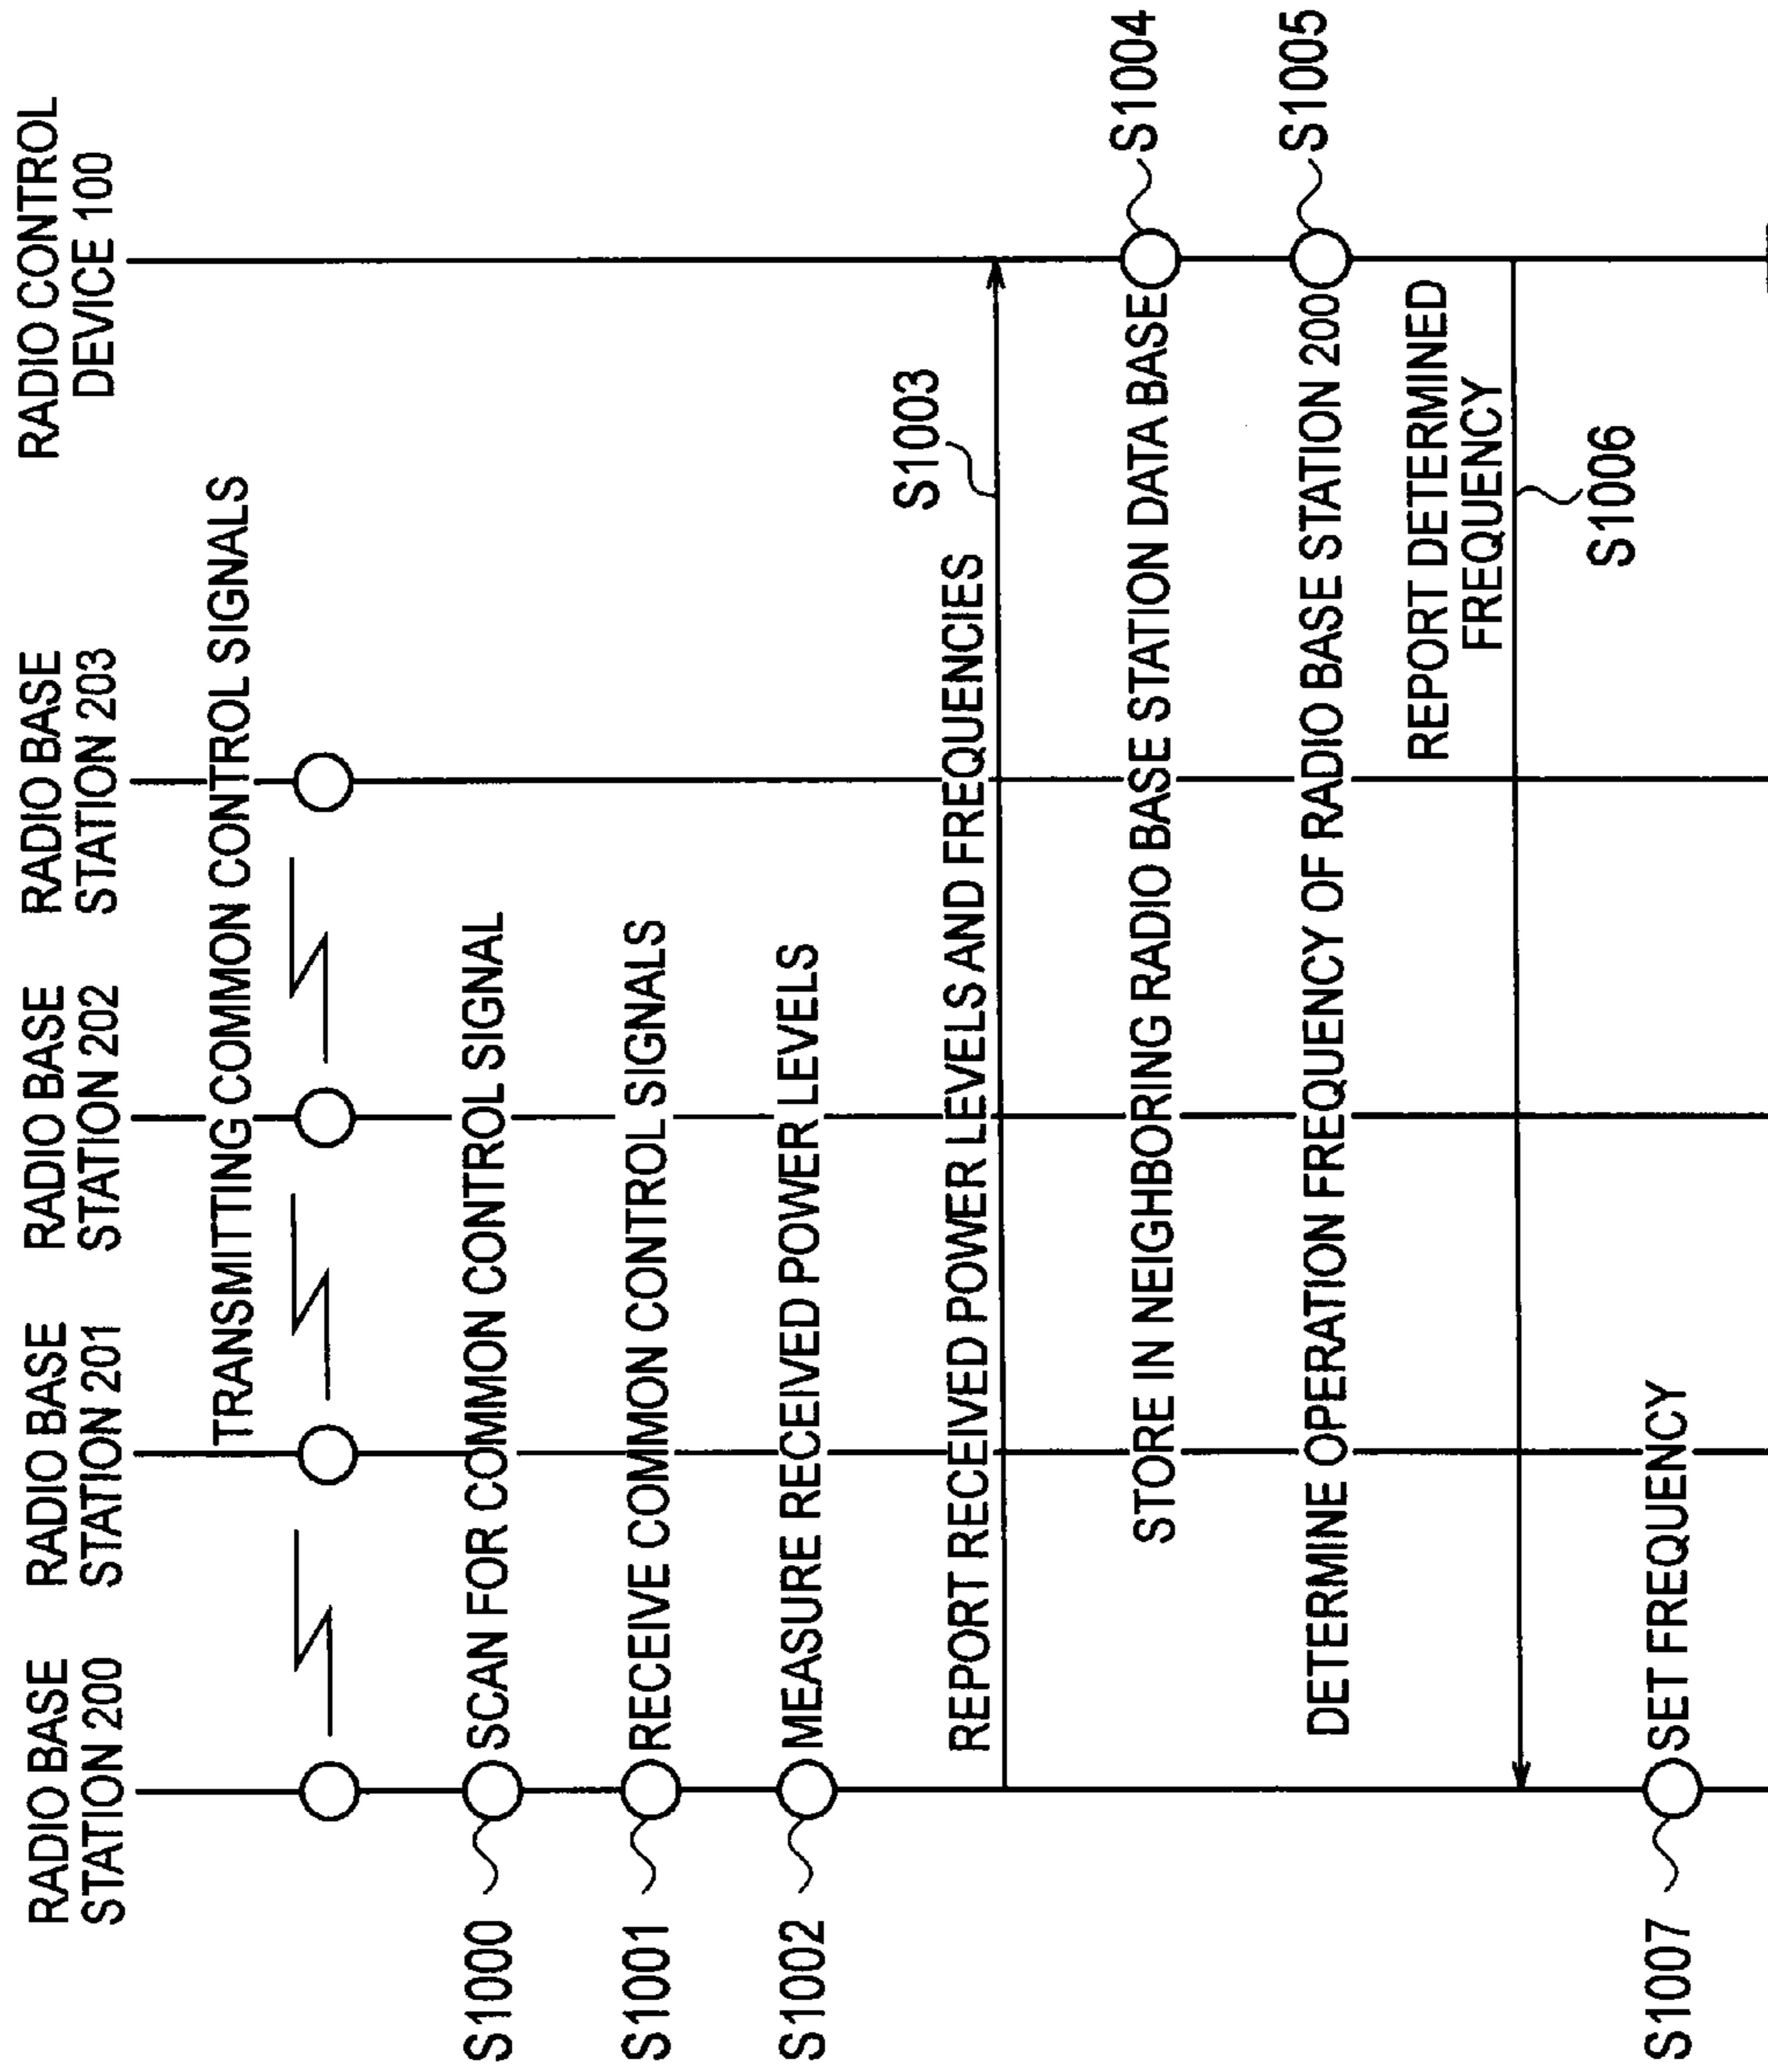 RADIO BASE
STATION 200
RADIO BASE
STATION 201
RADIO BASE
STATION 202
RADIO BASE
STATION 203
RADIO CONTROL
DEVICE 100
TRANSMITTING COMMON CONTROL SIGNALS
S1000
SCAN FOR COMMON CONTROL SIGNAL
S1001
RECEIVE COMMON CONTROL SIGNALS
S1002
MEASURE RECEIVED POWER LEVELS
S1003
REPORT RECEIVED POWER LEVELS AND FREQUENCIES
STORE IN NEIGHBORING RADIO BASE STATION DATA BASE
S1004
DETERMINE OPERATION FREQUENCY OF RADIO BASE STATION 200
S1005
REPORT DETERMINED
FREQUENCY
S1006
S1007
SET FREQUENCY